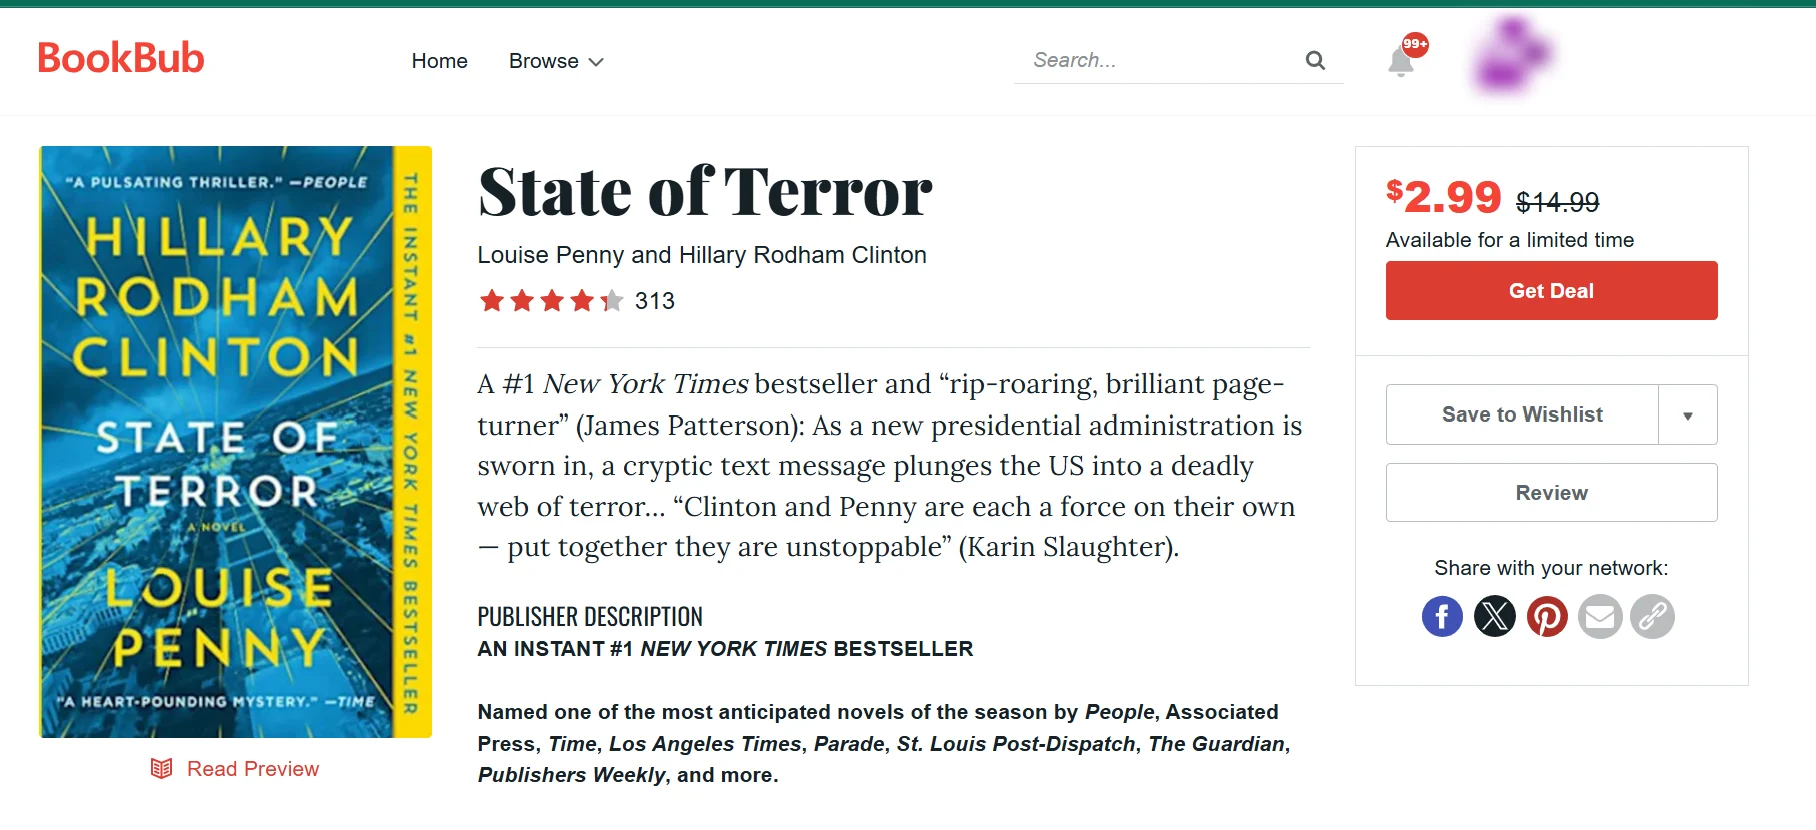 BookBub
Home
Browse
Search...
99+
"A PULSATING THRILLER." —PEOPLE
HILLARY
RODHAM
CLINTON
STATE OF
TERROR
A NOVEL
LOUISE
PENNY
"A HEART-POUNDING MYSTERY." —TIME
THE INSTANT #1 NEW YORK TIMES BESTSELLER
Read Preview
State of Terror
Louise Penny and Hillary Rodham Clinton
313
A #1 New York Times bestseller and “rip-roaring, brilliant page-
turner” (James Patterson): As a new presidential administration is
sworn in, a cryptic text message plunges the US into a deadly
web of terror… “Clinton and Penny are each a force on their own
— put together they are unstoppable” (Karin Slaughter).
PUBLISHER DESCRIPTION
AN INSTANT #1 NEW YORK TIMES BESTSELLER
Named one of the most anticipated novels of the season by People, Associated
Press, Time, Los Angeles Times, Parade, St. Louis Post-Dispatch, The Guardian,
Publishers Weekly, and more.
$2.99 $14.99
Available for a limited time
Get Deal
Save to Wishlist
Review
Share with your network: